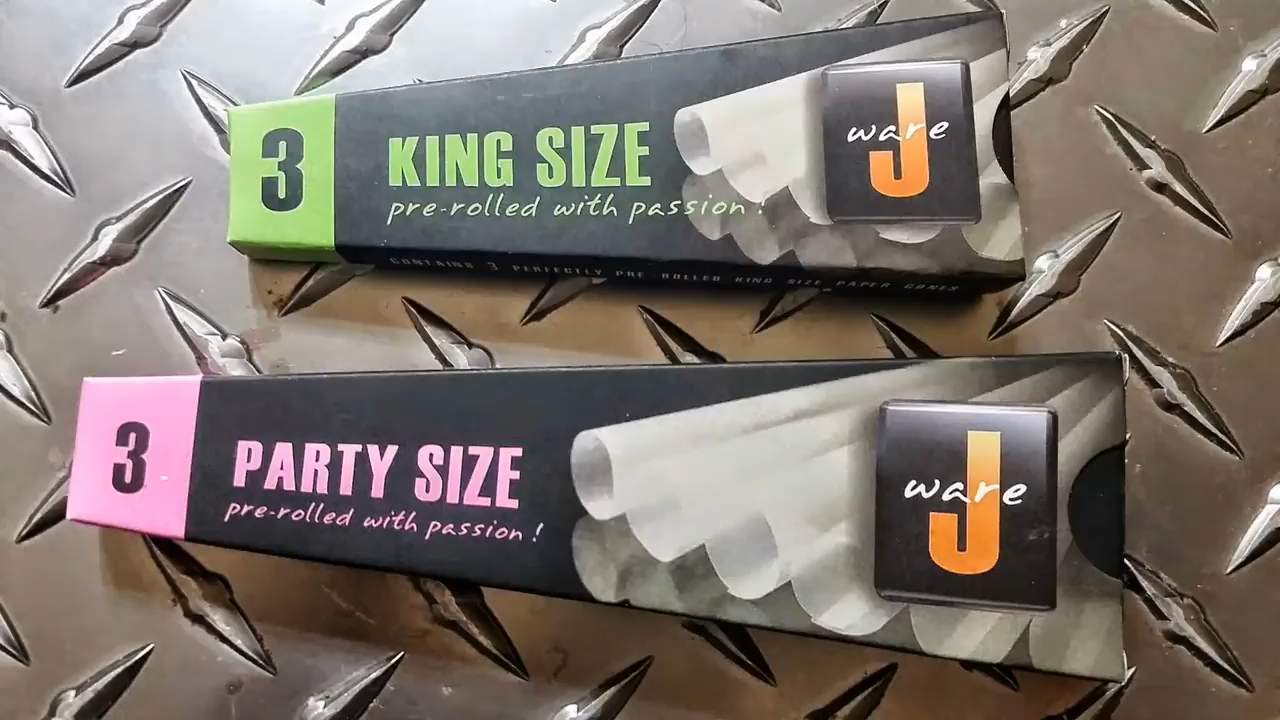 3
KING SIZE
pre-rolled with passion!
J
ware
CONTAINS 3 PERFECTLY PRE ROLLED KING SIZE PAPER CONES
3
PARTY SIZE
pre-rolled with passion!
J
ware